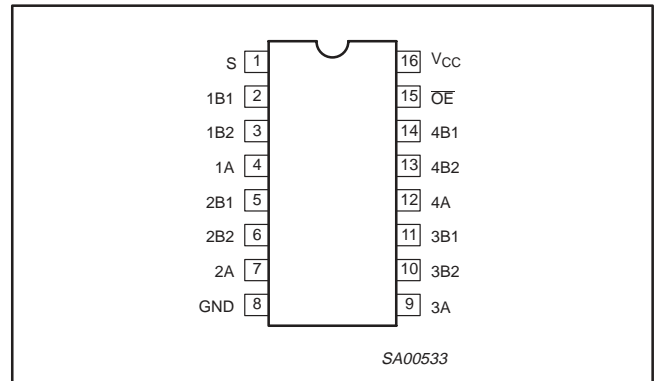 S 1 16 VCC
1B1 2 15 O̅E̅
1B2 3 14 4B1
1A 4 13 4B2
2B1 5 12 4A
2B2 6 11 3B1
2A 7 10 3B2
GND 8 9 3A
SA00533